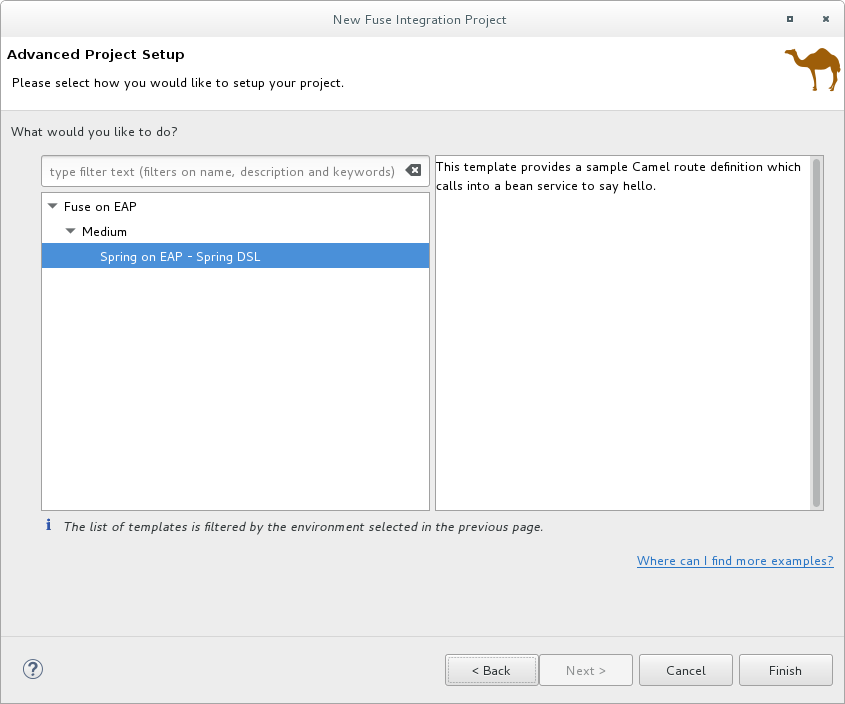 New Fuse Integration Project
Advanced Project Setup
Please select how you would like to setup your project.
What would you like to do?
type filter text (filters on name, description and keywords)
Fuse on EAP
Medium
Spring on EAP - Spring DSL
This template provides a sample Camel route definition which
calls into a bean service to say hello.
The list of templates is filtered by the environment selected in the previous page.
Where can I find more examples?
< Back
Next >
Cancel
Finish